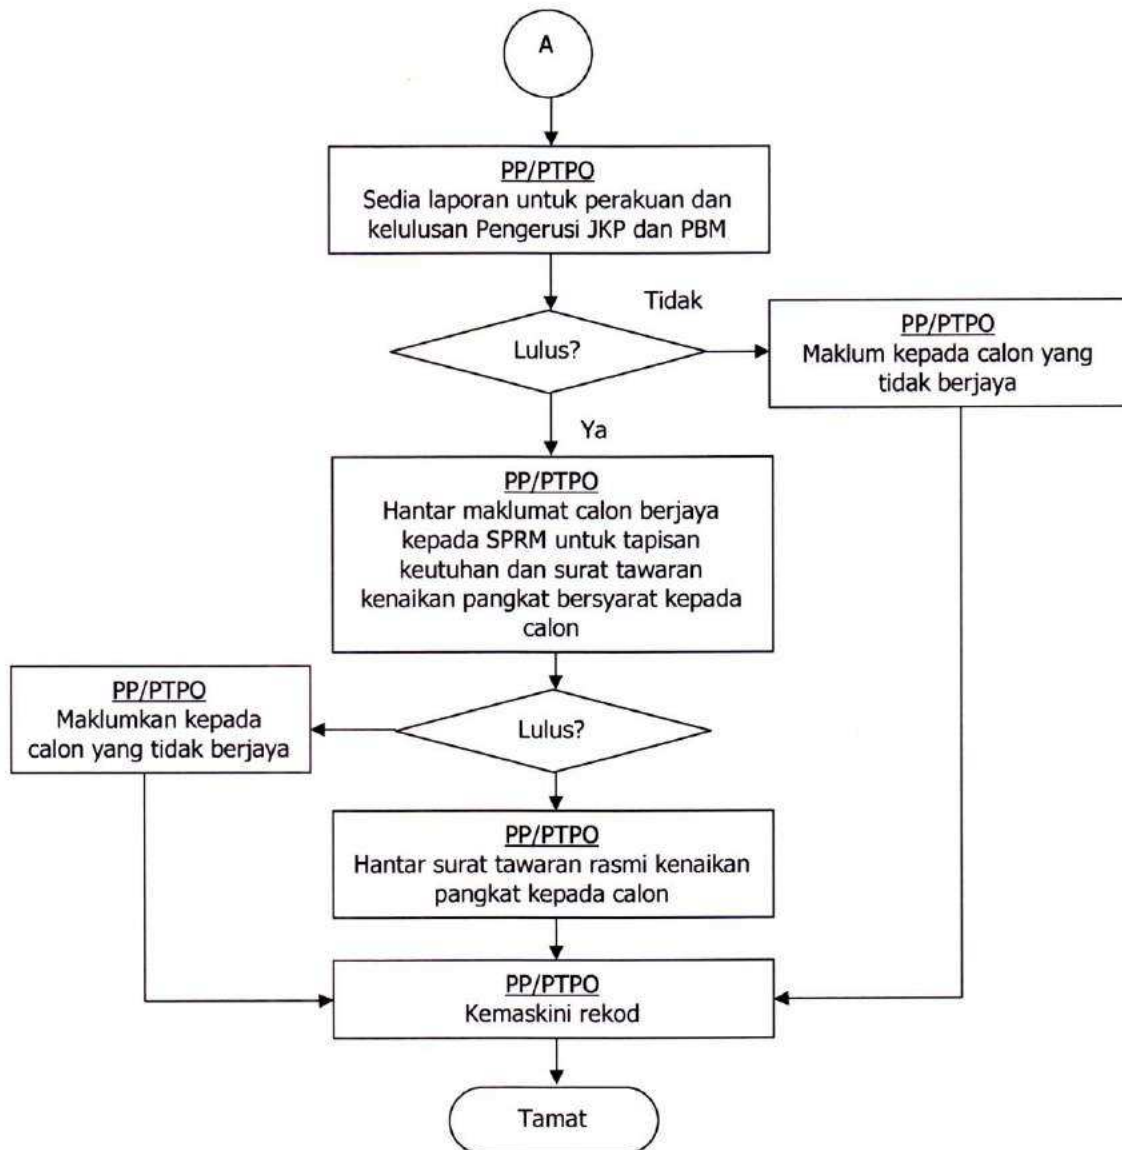 A
PP/PTPO
Sedia laporan untuk perakuan dan
kelulusan Pengerusi JKP dan PBM
Tidak
Lulus?
PP/PTPO
Maklum kepada calon yang
tidak berjaya
Ya
PP/PTPO
Hantar maklumat calon berjaya
kepada SPRM untuk tapisan
keutuhan dan surat tawaran
kenaikan pangkat bersyarat kepada
calon
PP/PTPO
Maklumkan kepada
calon yang tidak berjaya
Lulus?
PP/PTPO
Hantar surat tawaran rasmi kenaikan
pangkat kepada calon
PP/PTPO
Kemaskini rekod
Tamat